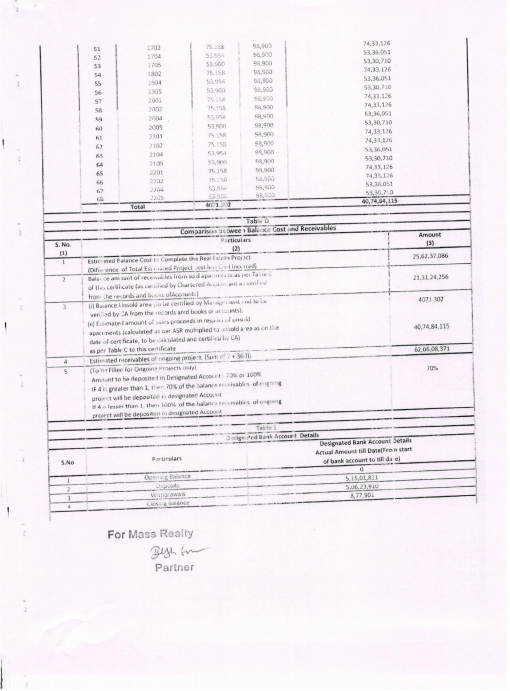 51 1702 75.158 98,900 74,33,126
52 1704 53.954 98,900 53,36,051
53 1705 53.900 98,900 53,30,710
54 1802 75.158 98,900 74,33,126
55 1904 53.954 98,900 53,36,051
56 1905 53.900 98,900 53,30,710
57 2001 75.158 98,900 74,33,126
58 2002 75.158 98,900 74,33,126
59 2004 53.954 98,900 53,36,051
60 2005 53.900 98,900 53,30,710
61 2101 75.158 98,900 74,33,126
62 2102 75.158 98,900 74,33,126
63 2104 53.954 98,900 53,36,051
64 2105 53.900 98,900 53,30,710
65 2201 75.158 98,900 74,33,126
66 2202 75.158 98,900 74,33,126
67 2204 53.954 98,900 53,36,051
68 2205 53.900 98,900 53,30,710
Total 4071.302 40,74,84,115
Table D
Comparison between Balance Cost and Receivables
S. No. Particulars Amount
(1) (2) (3)
1 Estimated Balance Cost to Complete the Real Estate Project 25,62,37,086
(Difference of Total Estimated Project cost less Cost incurred)
2 Balance amount of receivables from sold apartments as per Table C 21,31,24,256
of this certificate (as certified by Chartered Accountant as verified
from the records and books of Accounts)
3 (i) Balance Unsold area (to be certified by Management and to be 4071.302
verified by CA from the records and books of accounts).
(ii) Estimated amount of sales proceeds in respect of unsold
apartments (calculated as per ASR multiplied to unsold area as on the 40,74,84,115
date of certificate, to be calculated and certified by CA)
as per Table C to this certificate
4 Estimated receivables of ongoing project. (Sum of 2 + 3(ii)) 62,06,08,371
5 (To be Filled for Ongoing Projects only) 70%
Amount to be deposited in Designated Account - 70% or 100%
If 4 is greater than 1, then 70% of the balance receivables of ongoing
project will be deposited in designated Account
If 4 is lesser than 1, then 100% of the balance receivables of ongoing
project will be deposited in designated Account
Table E
Designated Bank Account Details
Designated Bank Account Details
S.No Particulars Actual Amount till Date(From start
of bank account to till date)
1 Opening Balance 0
2 Deposits 5,15,01,811
3 Withdrawals 5,06,23,910
4 Closing Balance 8,77,901
For Mass Realty
Partner